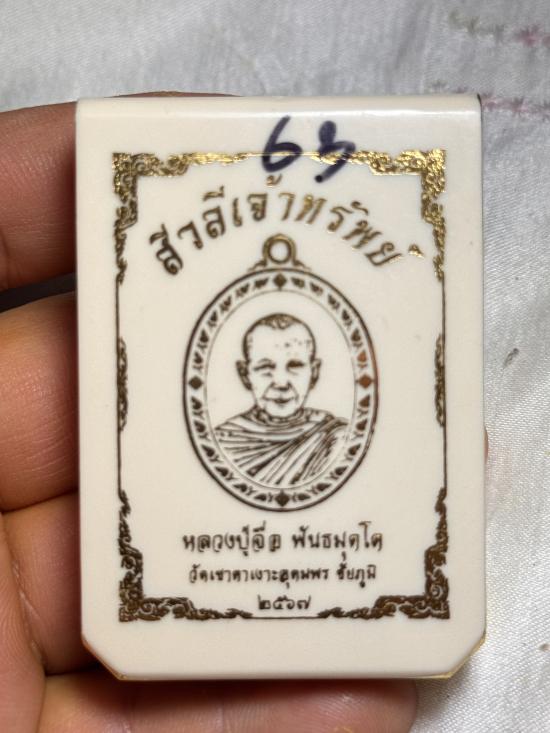 63
สีวลีเจ้าทรัพย์
หลวงปู่อื่อ พันธมุตโต
วัดเขาตาเงาะอุดมพร ชัยภูมิ
๒๕๖๗